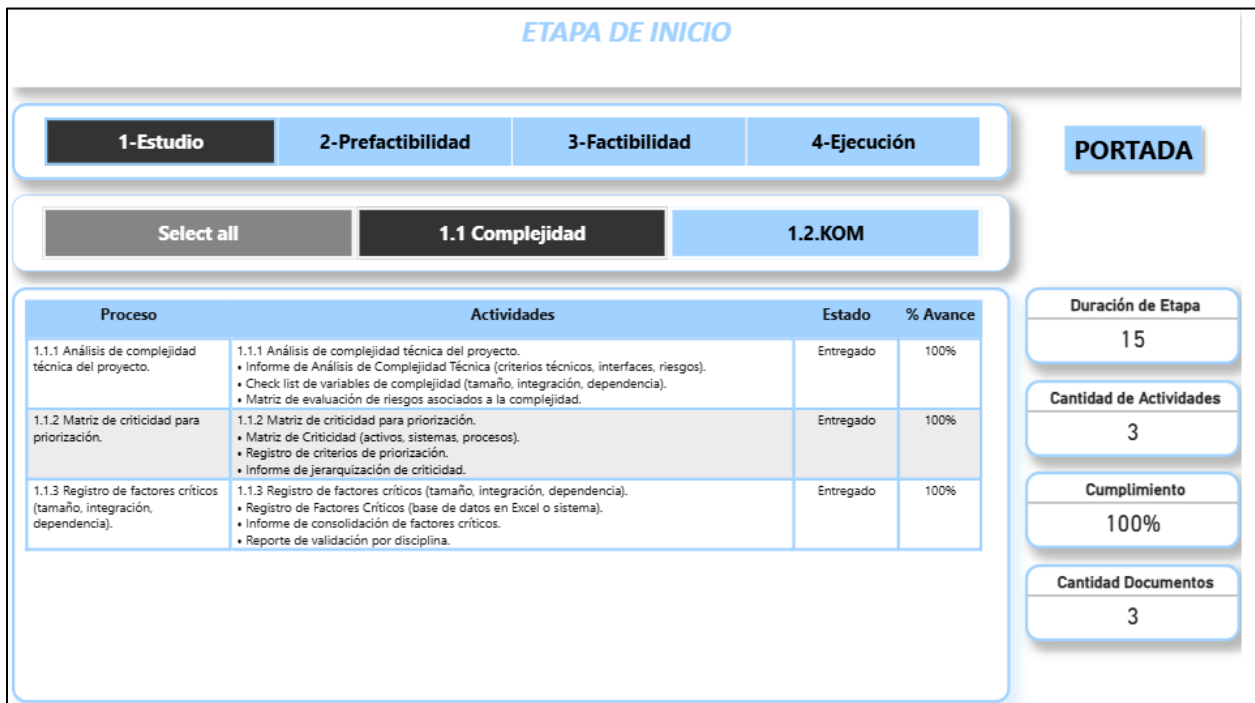 ETAPA DE INICIO
1-Estudio
2-Prefactibilidad
3-Factibilidad
4-Ejecución
PORTADA
Select all
1.1 Complejidad
1.2.KOM
Proceso
Actividades
Estado
% Avance
1.1.1 Análisis de complejidad
técnica del proyecto.
1.1.1 Análisis de complejidad técnica del proyecto.
• Informe de Análisis de Complejidad Técnica (criterios técnicos, interfaces, riesgos).
• Check list de variables de complejidad (tamaño, integración, dependencia).
• Matriz de evaluación de riesgos asociados a la complejidad.
Entregado
100%
1.1.2 Matriz de criticidad para
priorización.
1.1.2 Matriz de criticidad para priorización.
• Matriz de Criticidad (activos, sistemas, procesos).
• Registro de criterios de priorización.
• Informe de jerarquización de criticidad.
Entregado
100%
1.1.3 Registro de factores críticos
(tamaño, integración,
dependencia).
1.1.3 Registro de factores críticos (tamaño, integración, dependencia).
• Registro de Factores Críticos (base de datos en Excel o sistema).
• Informe de consolidación de factores críticos.
• Reporte de validación por disciplina.
Entregado
100%
Duración de Etapa
15
Cantidad de Actividades
3
Cumplimiento
100%
Cantidad Documentos
3